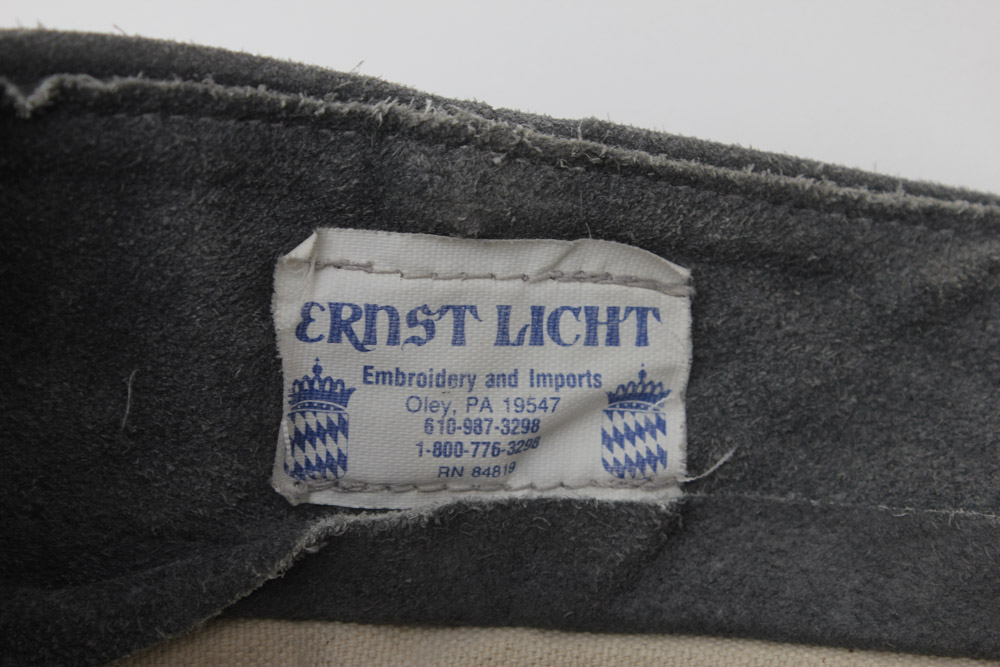 ERNST LICHT
Embroidery and Imports
Oley, PA 19547
610-987-3298
1-800-776-3298
RN 84819